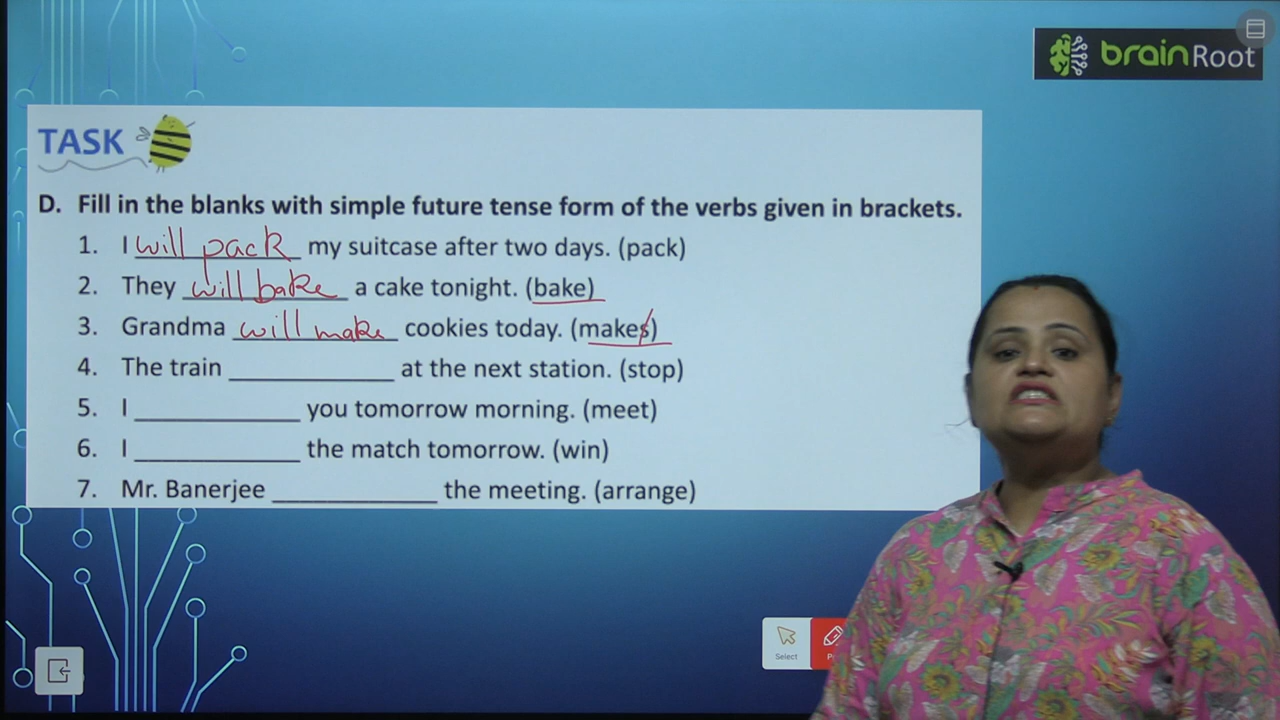 brainRoot
TASK
D. Fill in the blanks with simple future tense form of the verbs given in brackets.
1. I will pack my suitcase after two days. (pack)
2. They will bake a cake tonight. (bake)
3. Grandma will make cookies today. (makes)
4. The train ____________ at the next station. (stop)
5. I ____________ you tomorrow morning. (meet)
6. I ____________ the match tomorrow. (win)
7. Mr. Banerjee ____________ the meeting. (arrange)
Select